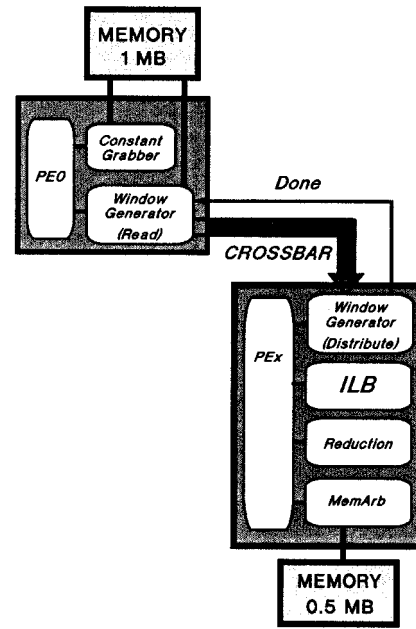 MEMORY
1 MB
Constant
Grabber
PE0
Window
Generator
(Read)
Done
CROSSBAR
Window
Generator
(Distribute)
PEx
ILB
Reduction
MemArb
MEMORY
0.5 MB